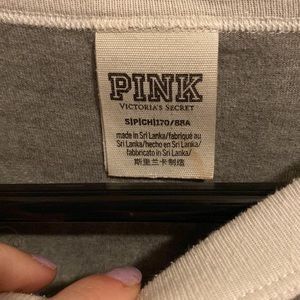 PINK
VICTORIA'S SECRET
S|P|CH|170/88A
made in Sri Lanka/fabriqué au
Sri Lanka/hecho en Sri Lanka/
fabbricato in Sri Lanka/
斯里兰卡制造